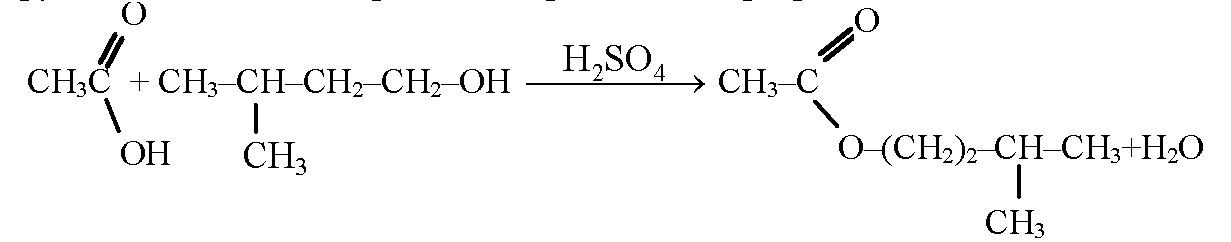 O O
CH3C + CH3–CH–CH2–CH2–OH H2SO4 CH3–C
OH CH3 O–(CH2)2–CH–CH3+H2O
CH3